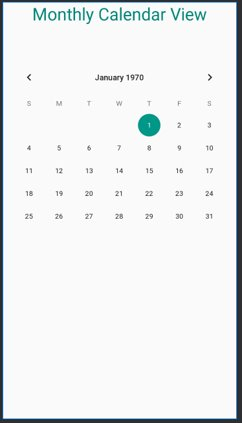 Monthly Calendar View
January 1970
S M T W T F S
1 2 3
4 5 6 7 8 9 10
11 12 13 14 15 16 17
18 19 20 21 22 23 24
25 26 27 28 29 30 31